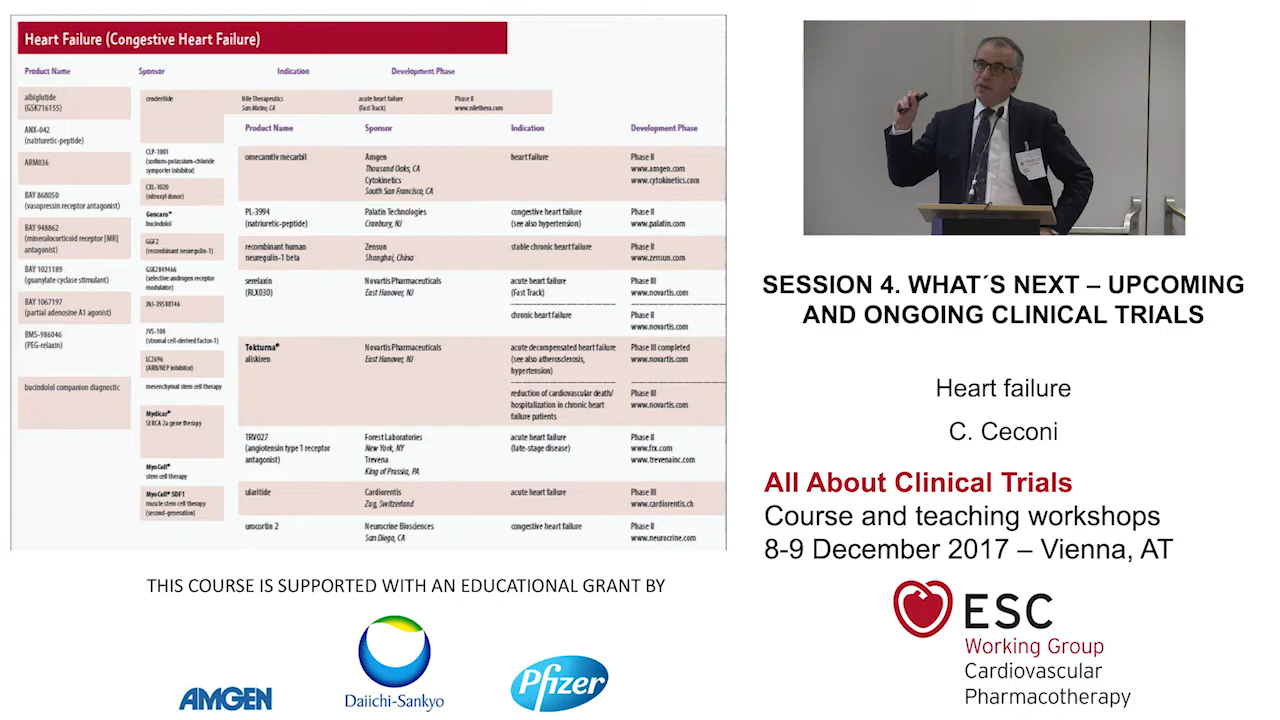 Heart Failure (Congestive Heart Failure)
Product Name
Sponsor
Indication
Development Phase
albiglutide
(GSK716155)
ANX-042
(natriuretic-peptide)
ARM036
BAY 868050
(vasopressin receptor antagonist)
BAY 948862
(mineralocorticoid receptor [MR]
antagonist)
BAY 1021189
(guanylate cyclase stimulant)
BAY 1067197
(partial adenosine A1 agonist)
BMS-986046
(PEG-relaxin)
bucindolol companion diagnostic
cenderitide
Nile Therapeutics
San Mateo, CA
acute heart failure
(Fast Track)
Phase II
www.nilethera.com
CLP-1001
(sodium-potassium-chloride
symporter inhibitor)
CXL-1020
(nitroxyl donor)
Gencaro™
bucindolol
GGF2
(recombinant neuregulin-1)
GSK2849466
(selective androgen receptor
modulator)
JNJ-39588146
JVS-100
(stromal cell-derived factor-1)
LCZ696
(ARB/NEP inhibitor)
mesenchymal stem cell therapy
Mydicar®
SERCA 2a gene therapy
MyoCell®
stem cell therapy
MyoCell® SDF1
muscle stem cell therapy
(second-generation)
Product Name
Sponsor
Indication
Development Phase
omecamtiv mecarbil
Amgen
Thousand Oaks, CA
Cytokinetics
South San Francisco, CA
heart failure
Phase II
www.amgen.com
www.cytokinetics.com
PL-3994
(natriuretic-peptide)
Palatin Technologies
Cranbury, NJ
congestive heart failure
(see also hypertension)
Phase II
www.palatin.com
recombinant human
neuregulin-1 beta
Zensun
Shanghai, China
stable chronic heart failure
Phase II
www.zensun.com
serelaxin
(RLX030)
Novartis Pharmaceuticals
East Hanover, NJ
acute heart failure
(Fast Track)
Phase III
www.novartis.com
chronic heart failure
Phase II
www.novartis.com
Tekturna®
aliskiren
Novartis Pharmaceuticals
East Hanover, NJ
acute decompensated heart failure
(see also atherosclerosis,
hypertension)
Phase III completed
www.novartis.com
reduction of cardiovascular death/
hospitalization in chronic heart
failure patients
Phase III
www.novartis.com
TRV027
(angiotensin type 1 receptor
antagonist)
Forest Laboratories
New York, NY
Trevena
King of Prussia, PA
acute heart failure
(late-stage disease)
Phase II
www.frx.com
www.trevenainc.com
ularitide
Cardiorentis
Zug, Switzerland
acute heart failure
Phase III
www.cardiorentis.ch
urocortin 2
Neurocrine Biosciences
San Diego, CA
congestive heart failure
Phase II
www.neurocrine.com
THIS COURSE IS SUPPORTED WITH AN EDUCATIONAL GRANT BY
AMGEN
Daiichi-Sankyo
Pfizer
SESSION 4. WHAT´S NEXT – UPCOMING
AND ONGOING CLINICAL TRIALS
Heart failure
C. Ceconi
All About Clinical Trials
Course and teaching workshops
8-9 December 2017 – Vienna, AT
ESC
Working Group
Cardiovascular
Pharmacotherapy